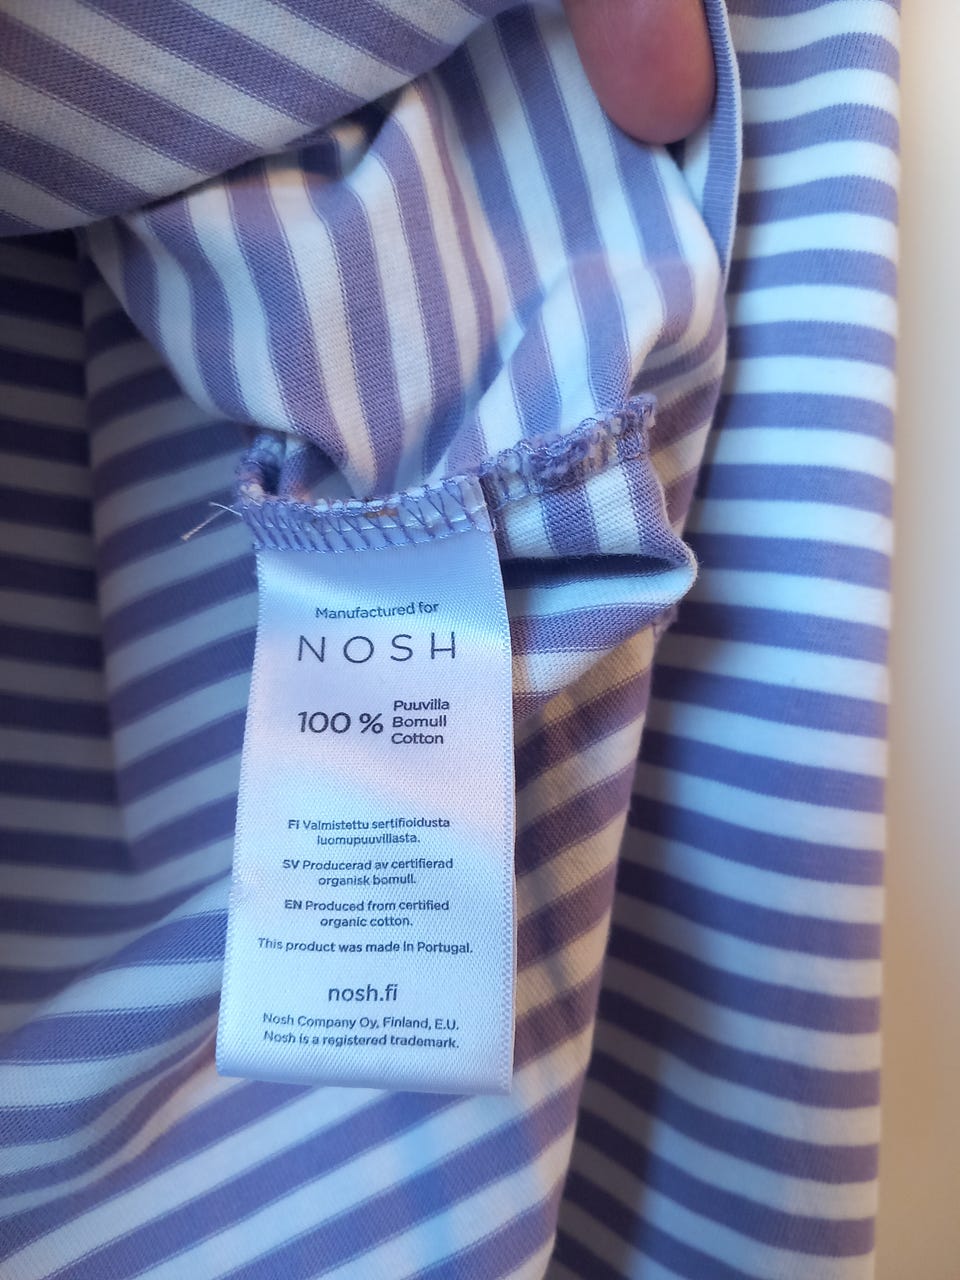 Manufactured for
NOSH
100 % Puuvilla
Bomull
Cotton
FI Valmistettu sertifioidusta
luomupuuvillasta.
SV Producerad av certifierad
organisk bomull.
EN Produced from certified
organic cotton.
This product was made in Portugal.
nosh.fi
Nosh Company Oy, Finland, E.U.
Nosh is a registered trademark.